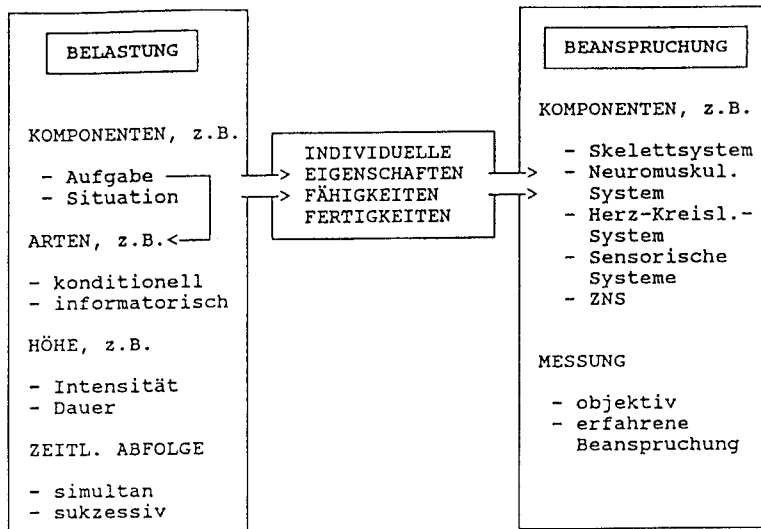 BELASTUNG
KOMPONENTEN, z.B.
- Aufgabe
- Situation
ARTEN, z.B.
- konditionell
- informatorisch
HÖHE, z.B.
- Intensität
- Dauer
ZEITL. ABFOLGE
- simultan
- sukzessiv
INDIVIDUELLE
EIGENSCHAFTEN
FÄHIGKEITEN
FERTIGKEITEN
BEANSPRUCHUNG
KOMPONENTEN, z.B.
- Skelettsystem
- Neuromuskul.
System
- Herz-Kreisl.-
System
- Sensorische
Systeme
- ZNS
MESSUNG
- objektiv
- erfahrene
Beanspruchung